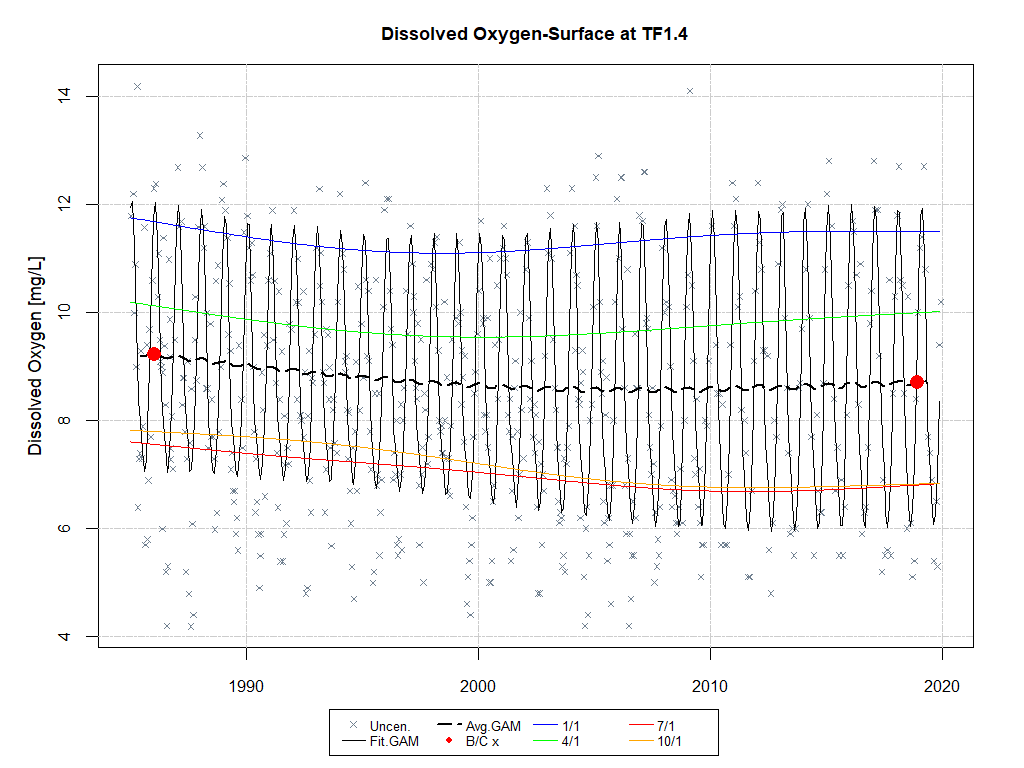 Dissolved Oxygen-Surface at TF1.4
Dissolved Oxygen [mg/L]
14
12
10
8
6
4
1990 2000 2010 2020
Uncen. Avg.GAM 1/1 7/1
Fit.GAM B/C x 4/1 10/1